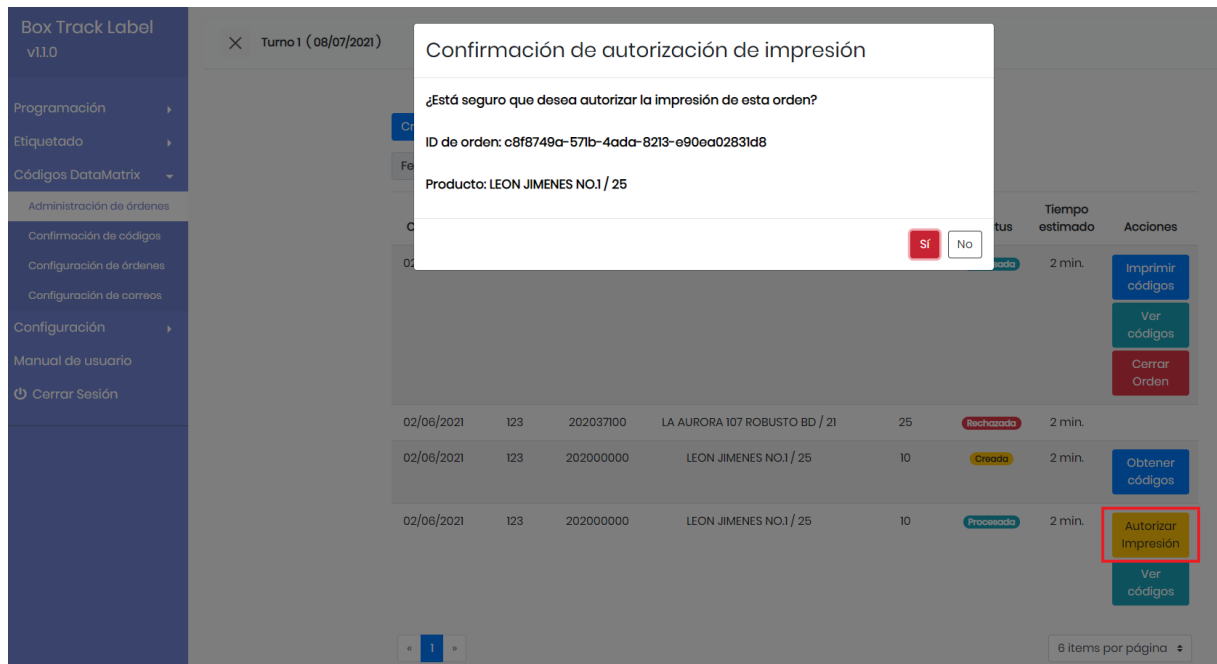 Box Track Label
v1.1.0
Programación
Etiquetado
Códigos DataMatrix
Administración de órdenes
Confirmación de códigos
Configuración de órdenes
Configuración de correos
Configuración
Manual de usuario
Cerrar Sesión
Turno 1 ( 08/07/2021 )
Confirmación de autorización de impresión
¿Está seguro que desea autorizar la impresión de esta orden?
ID de orden: c8f8749a-571b-4ada-8213-e90ea02831d8
Producto: LEON JIMENES NO.1 / 25
Sí No
Tiempo estimado Acciones
2 min. Imprimir códigos
Ver códigos
Cerrar Orden
02/06/2021 123 202037100 LA AURORA 107 ROBUSTO BD / 21 25 Rechazada 2 min.
02/06/2021 123 202000000 LEON JIMENES NO.1 / 25 10 Creada 2 min. Obtener códigos
02/06/2021 123 202000000 LEON JIMENES NO.1 / 25 10 Procesada 2 min. Autorizar Impresión
Ver códigos
« 1 » 6 items por página